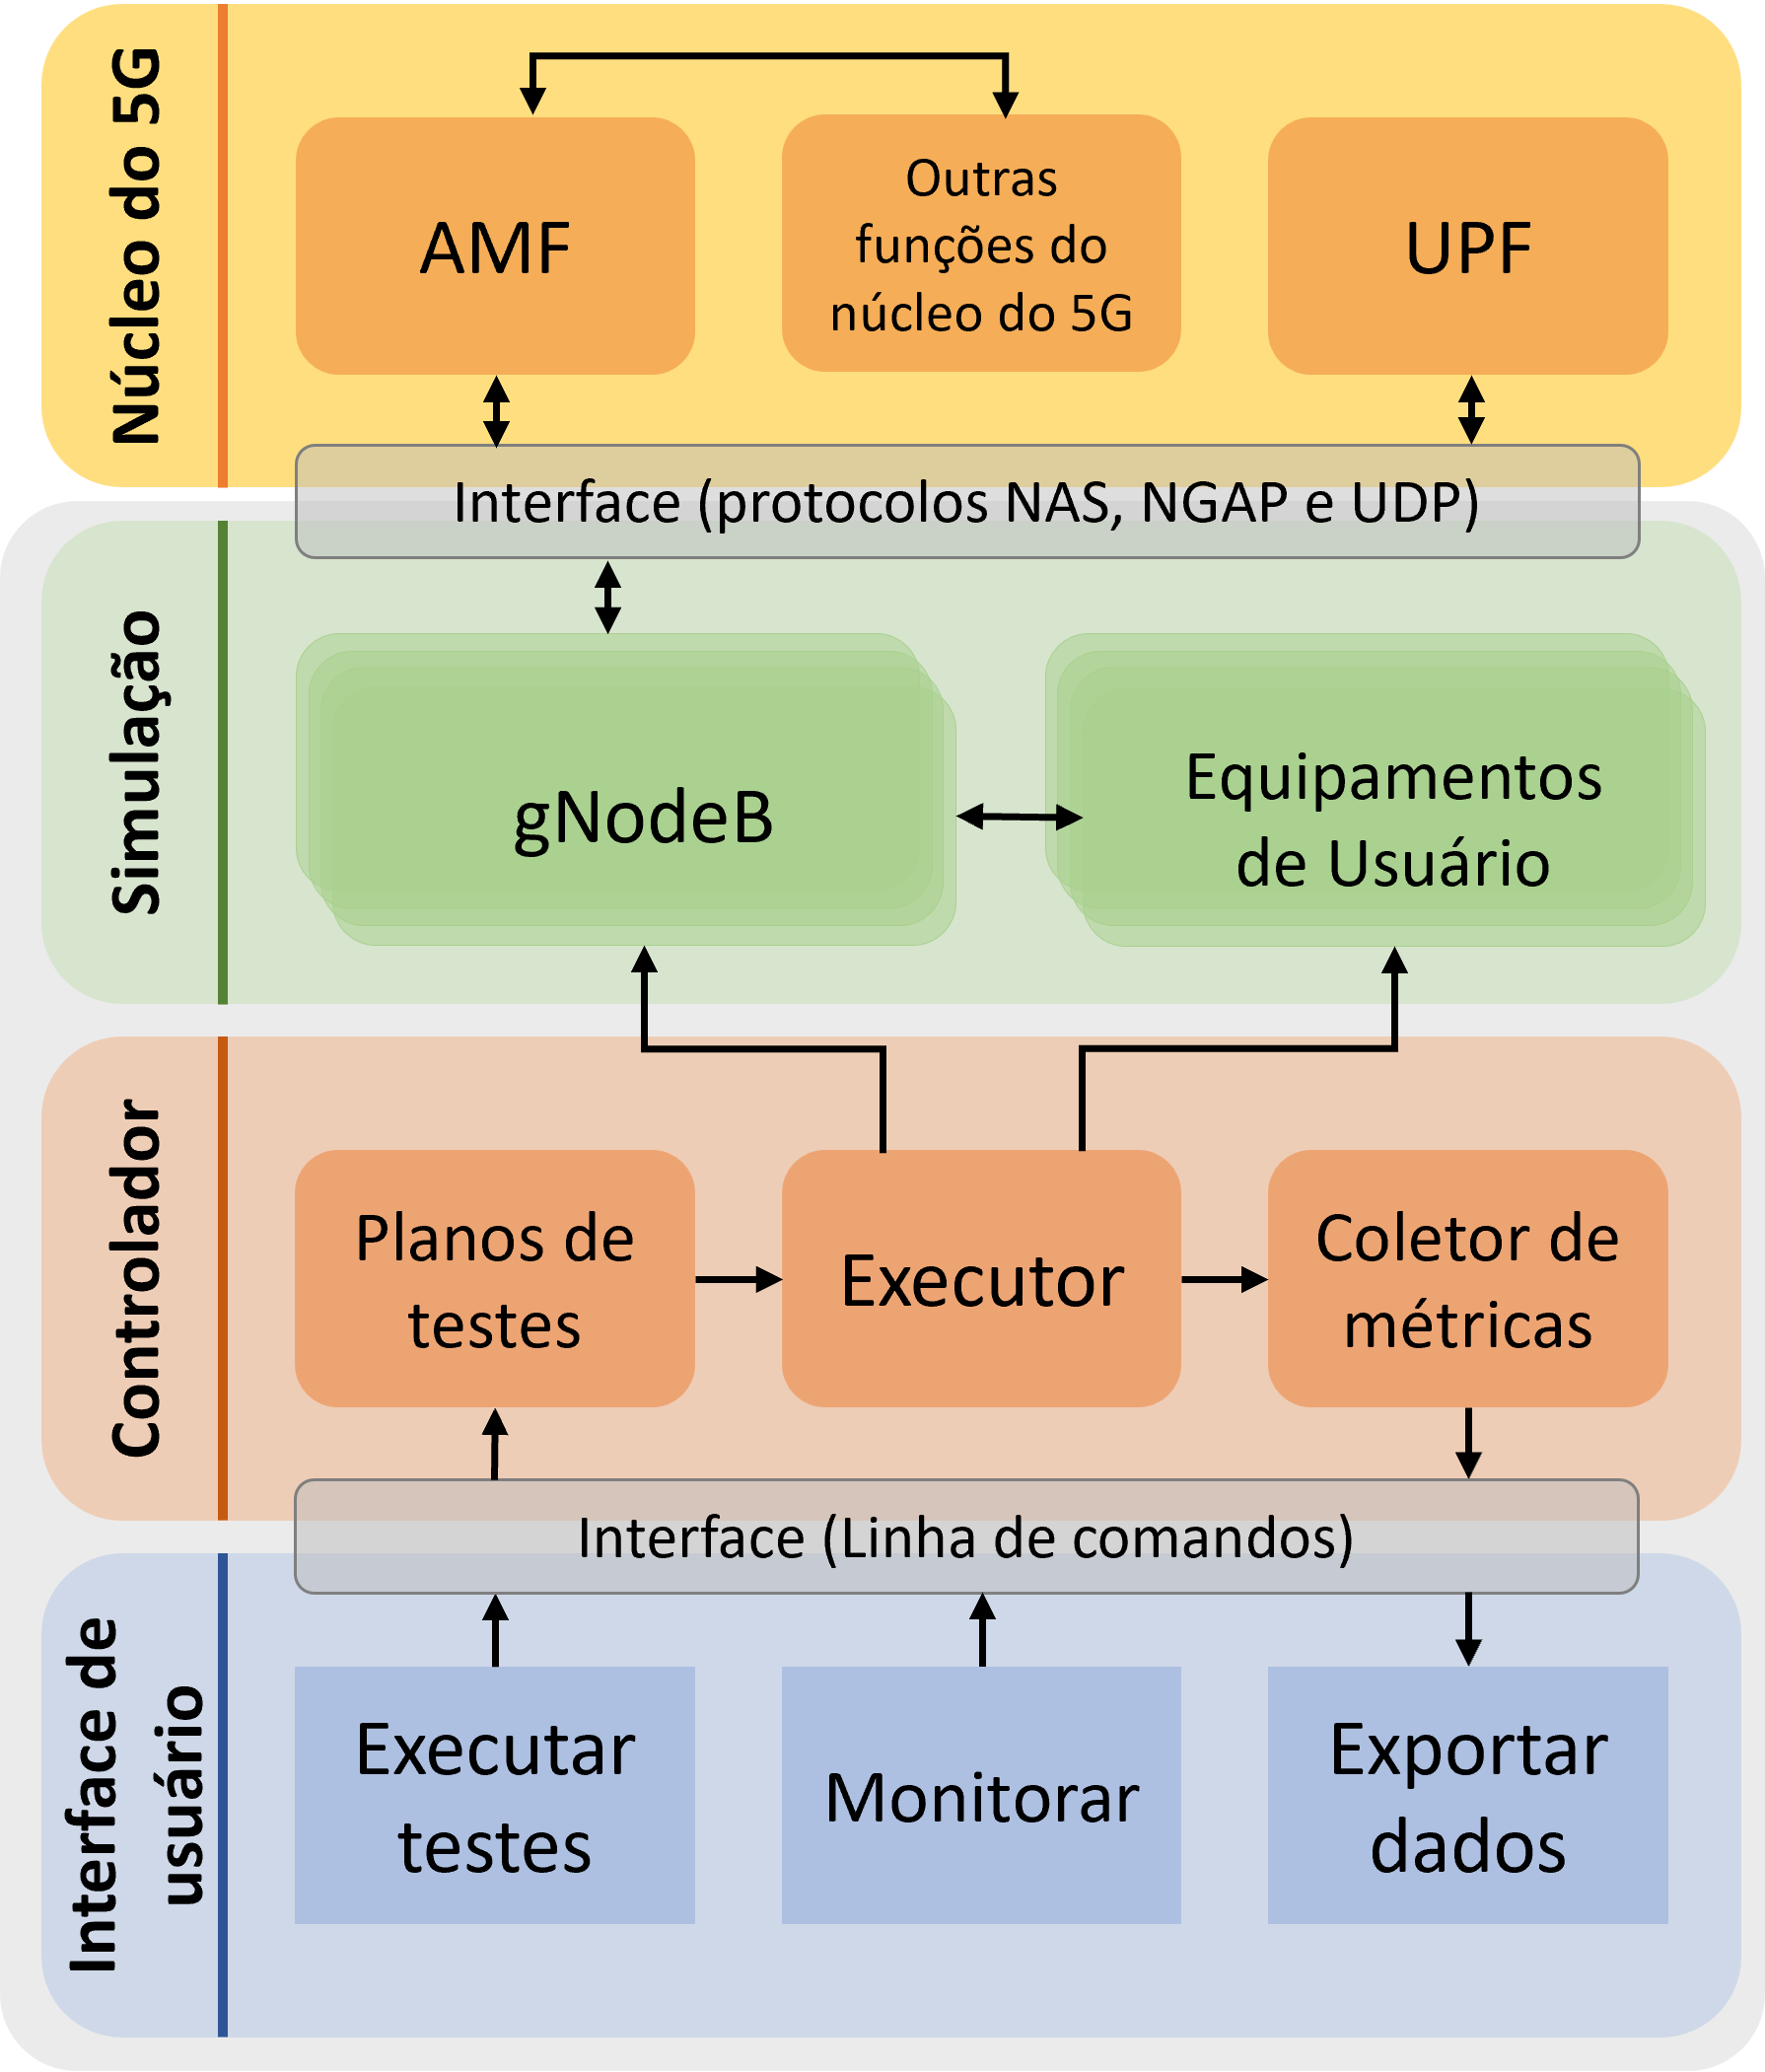 Núcleo do 5G
AMF
Outras
funções do
núcleo do 5G
UPF
Interface (protocolos NAS, NGAP e UDP)
Simulação
gNodeB
Equipamentos
de Usuário
Controlador
Planos de
testes
Executor
Coletor de
métricas
Interface (Linha de comandos)
Interface de
usuário
Executar
testes
Monitorar
Exportar
dados